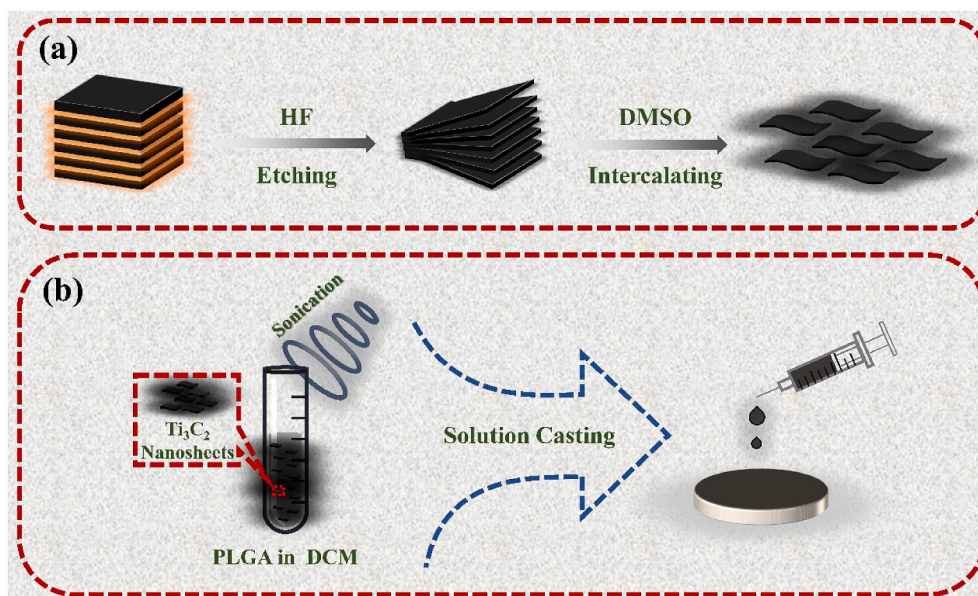 (a)
HF
Etching
DMSO
Intercalating
(b)
Sonication
Ti₃C₂
Nanosheets
PLGA in DCM
Solution Casting